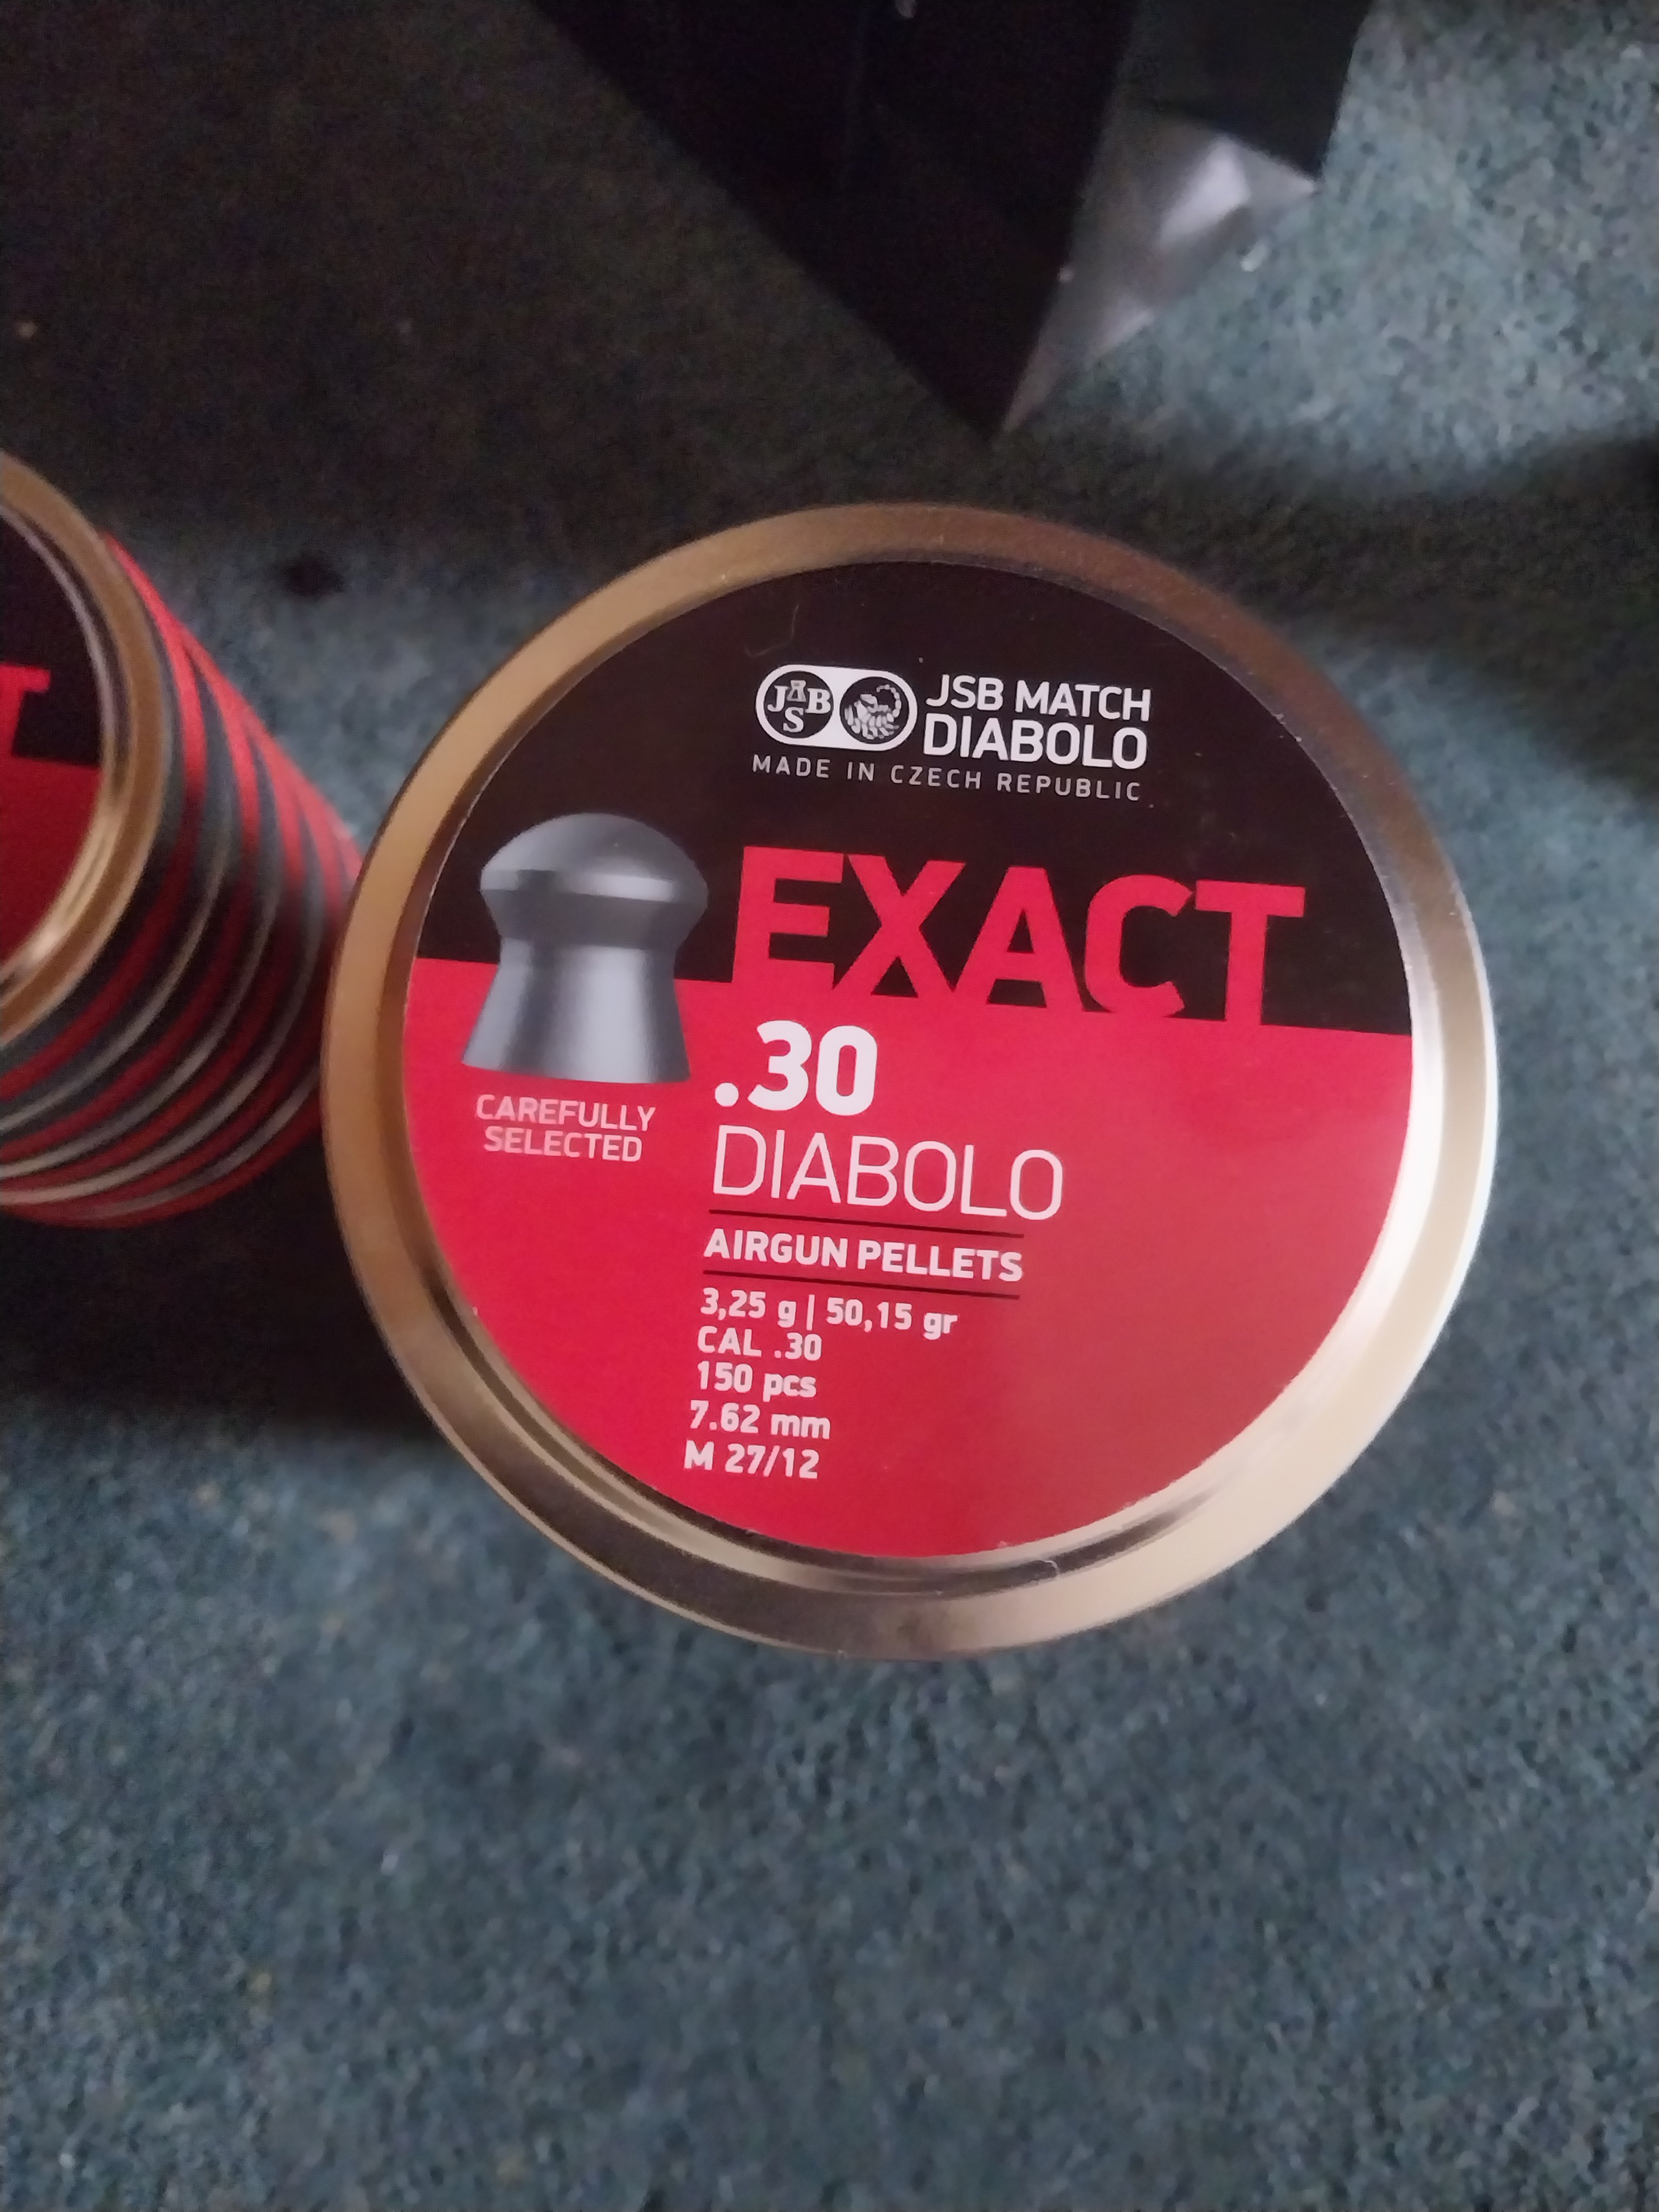 JSB
JSB MATCH
DIABOLO
MADE IN CZECH REPUBLIC
EXACT
.30
DIABOLO
CAREFULLY
SELECTED
AIRGUN PELLETS
3,25 g | 50,15 gr
CAL .30
150 pcs
7.62 mm
M 27/12
T